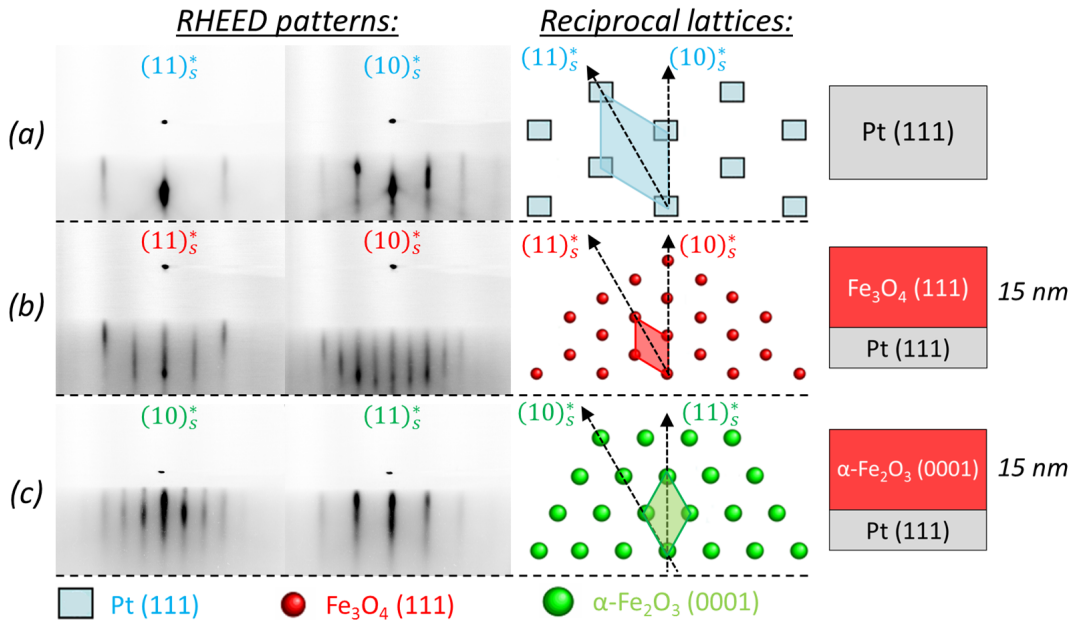 RHEED patterns: Reciprocal lattices:
(a) (11)*s (10)*s (11)*s (10)*s Pt (111)
(b) (11)*s (10)*s (11)*s (10)*s Fe₃O₄ (111) 15 nm
Pt (111)
(c) (10)*s (11)*s (10)*s (11)*s α-Fe₂O₃ (0001) 15 nm
Pt (111)
Pt (111) Fe₃O₄ (111) α-Fe₂O₃ (0001)